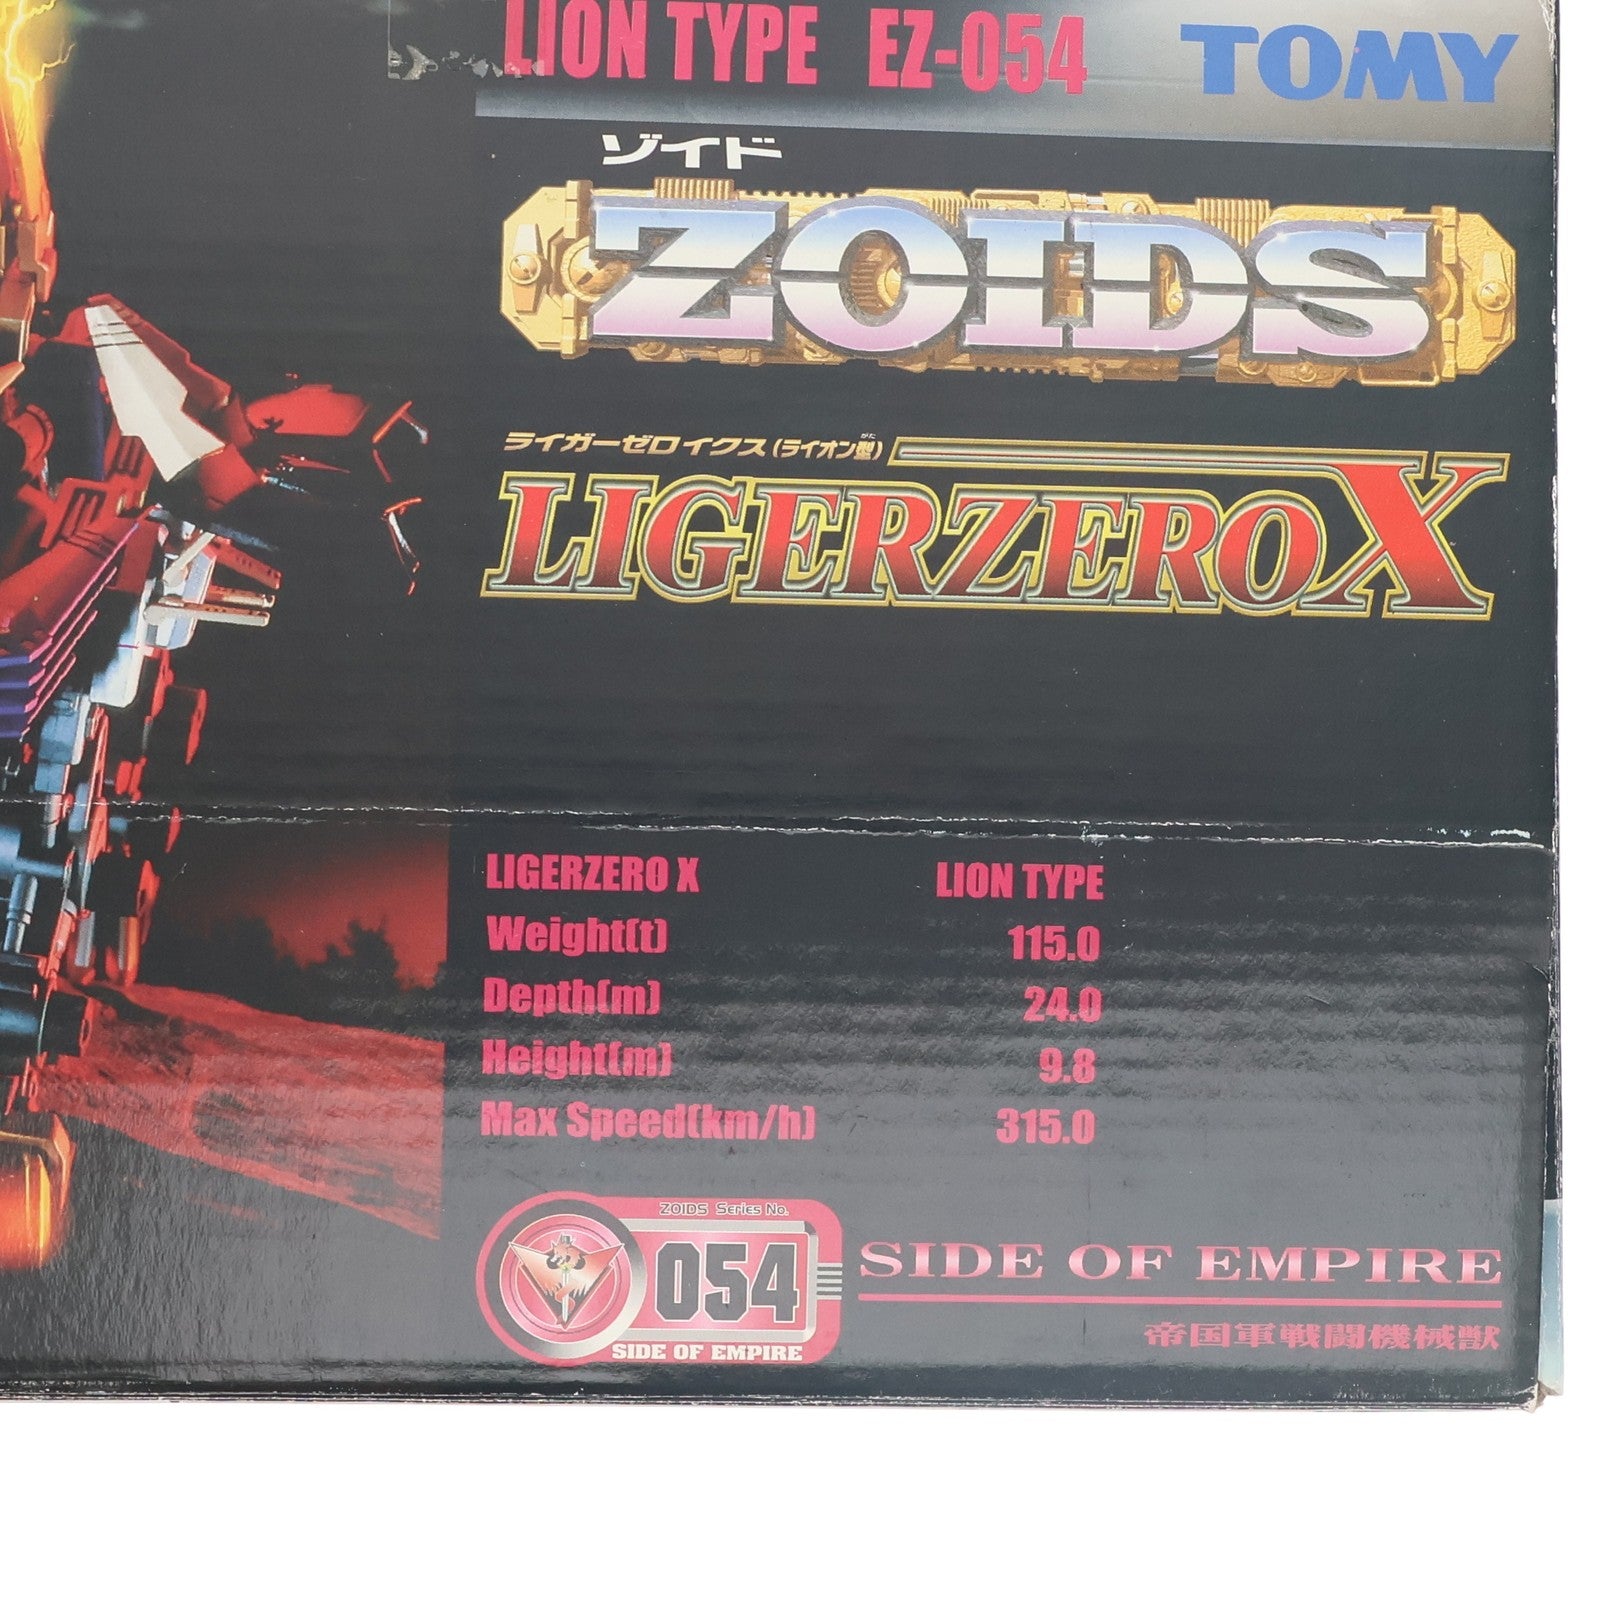 LION TYPE EZ-054 TOMY
ゾイド
ZOIDS
ライガーゼロイクス(ライオン型)
がた
LIGERZEROX
LIGERZERO X LION TYPE
Weight(t) 115.0
Depth(m) 24.0
Height(m) 9.8
Max Speed(km/h) 315.0
ZOIDS Series No.
054
SIDE OF EMPIRE
SIDE OF EMPIRE
帝国軍戦闘機械獣